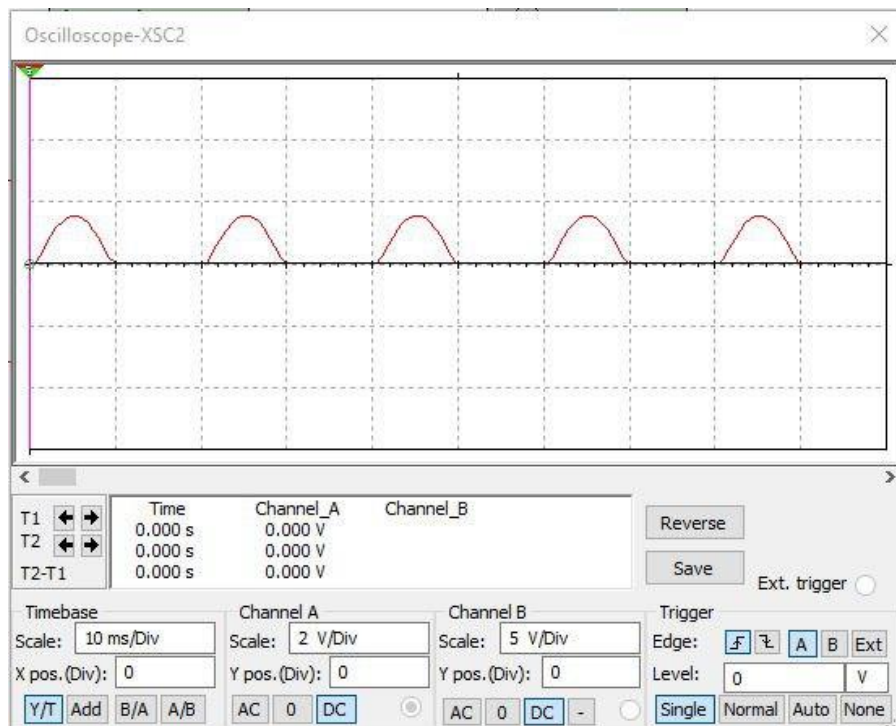 Oscilloscope-XSC2
Time Channel_A Channel_B
T1 0.000 s 0.000 V
T2 0.000 s 0.000 V
T2-T1 0.000 s 0.000 V
Reverse
Save
Ext. trigger
Timebase
Scale: 10 ms/Div
X pos.(Div): 0
Y/T Add B/A A/B
Channel A
Scale: 2 V/Div
Y pos.(Div): 0
AC 0 DC
Channel B
Scale: 5 V/Div
Y pos.(Div): 0
AC 0 DC -
Trigger
Edge: A B Ext
Level: 0 V
Single Normal Auto None